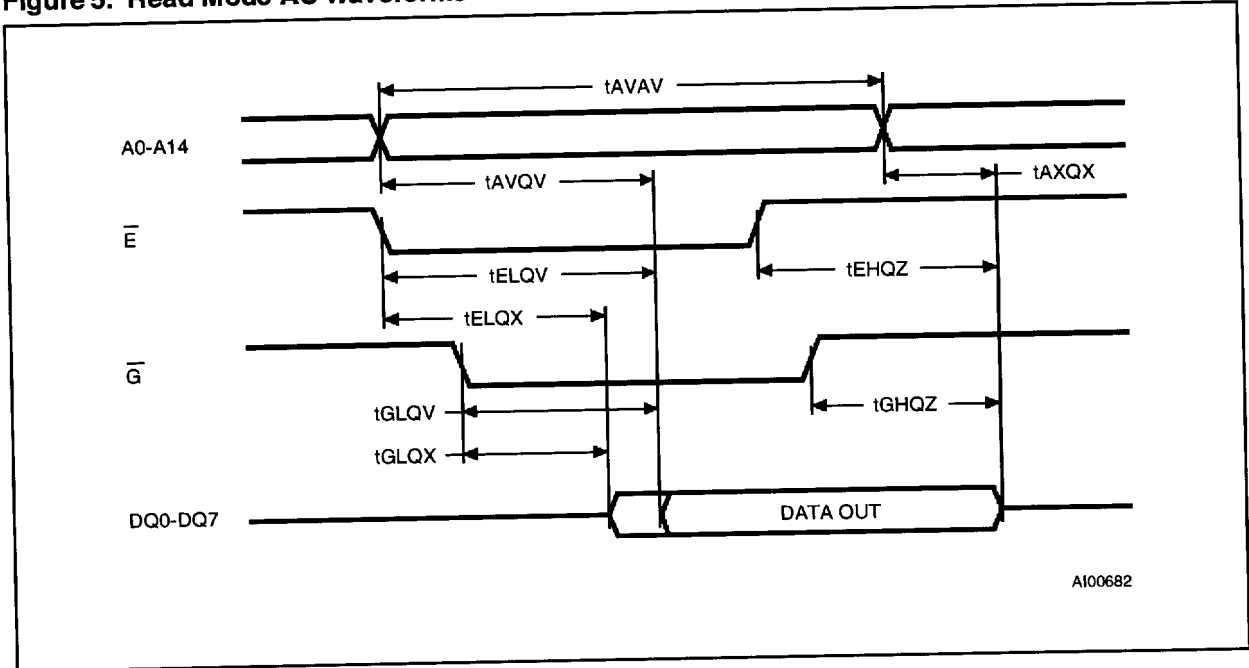 Figure 5. Read Mode AC Waveforms
tAVAV
A0-A14
tAVQV
tAXQX
E
tELQV
tEHQZ
tELQX
G
tGLQV
tGHQZ
tGLQX
DQ0-DQ7
DATA OUT
AI00682